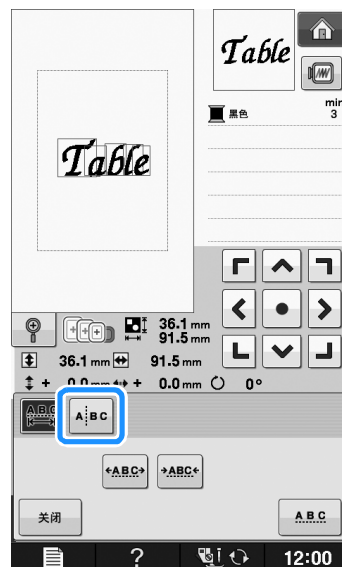 Table
黑色
min
3
Table
36.1 mm
91.5 mm
36.1 mm 91.5 mm
+ 0.0 mm + 0.0 mm 0°
ABC
A BC
ABC ABC
关闭
ABC
? 12:00